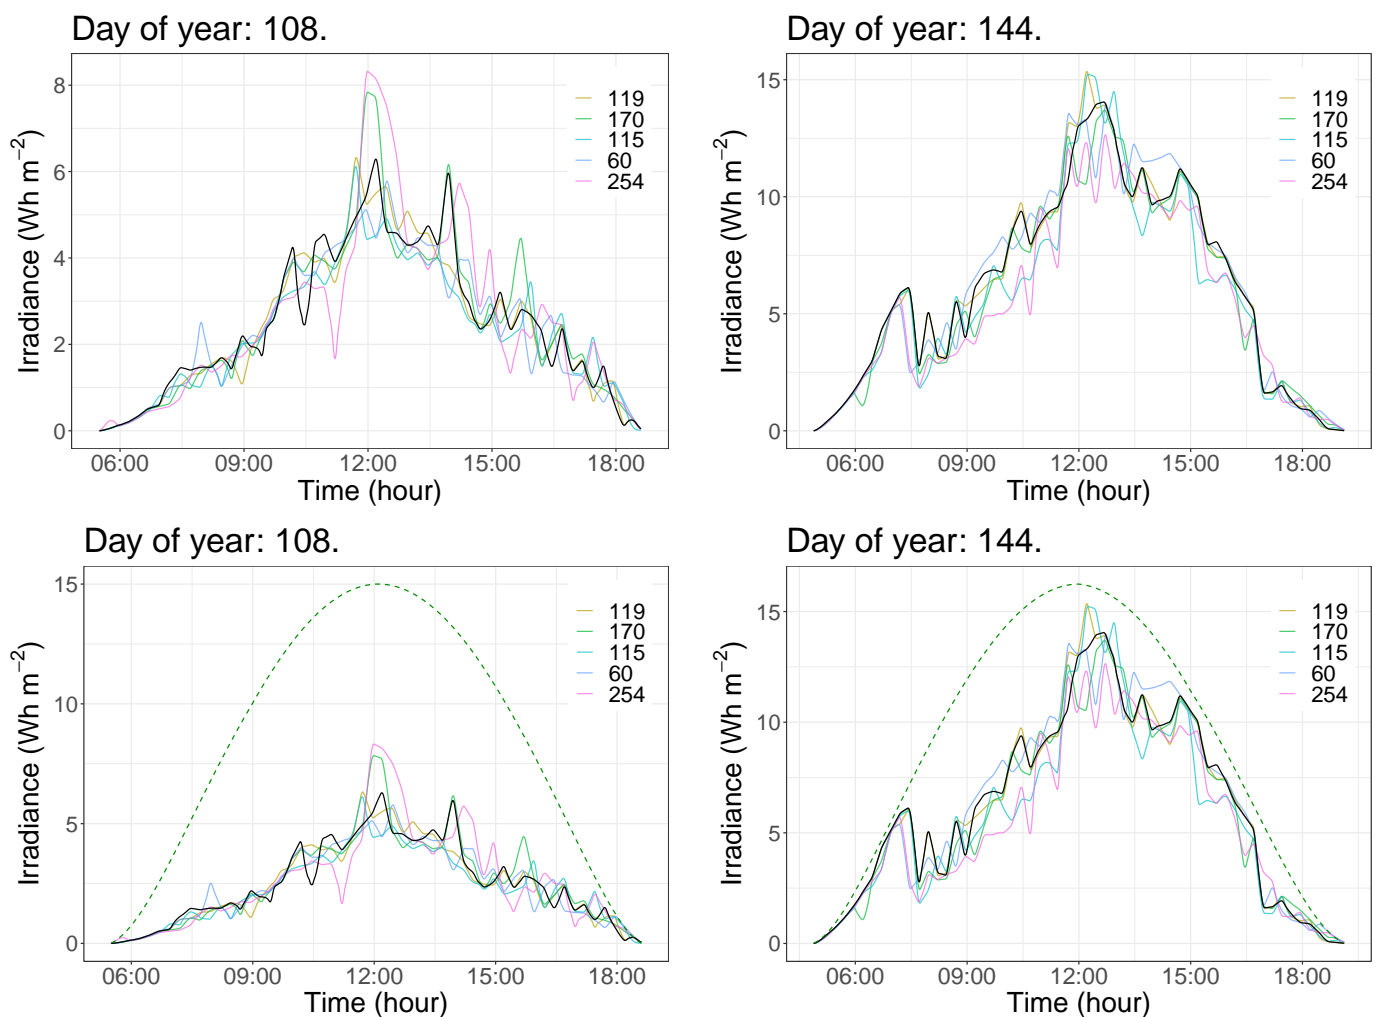 Day of year: 108.
Irradiance (Wh m⁻²)
8
6
4
2
0
119
170
115
60
254
06:00 09:00 12:00 15:00 18:00
Time (hour)
Day of year: 144.
Irradiance (Wh m⁻²)
15
10
5
0
119
170
115
60
254
06:00 09:00 12:00 15:00 18:00
Time (hour)
Day of year: 108.
Irradiance (Wh m⁻²)
15
10
5
0
119
170
115
60
254
06:00 09:00 12:00 15:00 18:00
Time (hour)
Day of year: 144.
Irradiance (Wh m⁻²)
15
10
5
0
119
170
115
60
254
06:00 09:00 12:00 15:00 18:00
Time (hour)